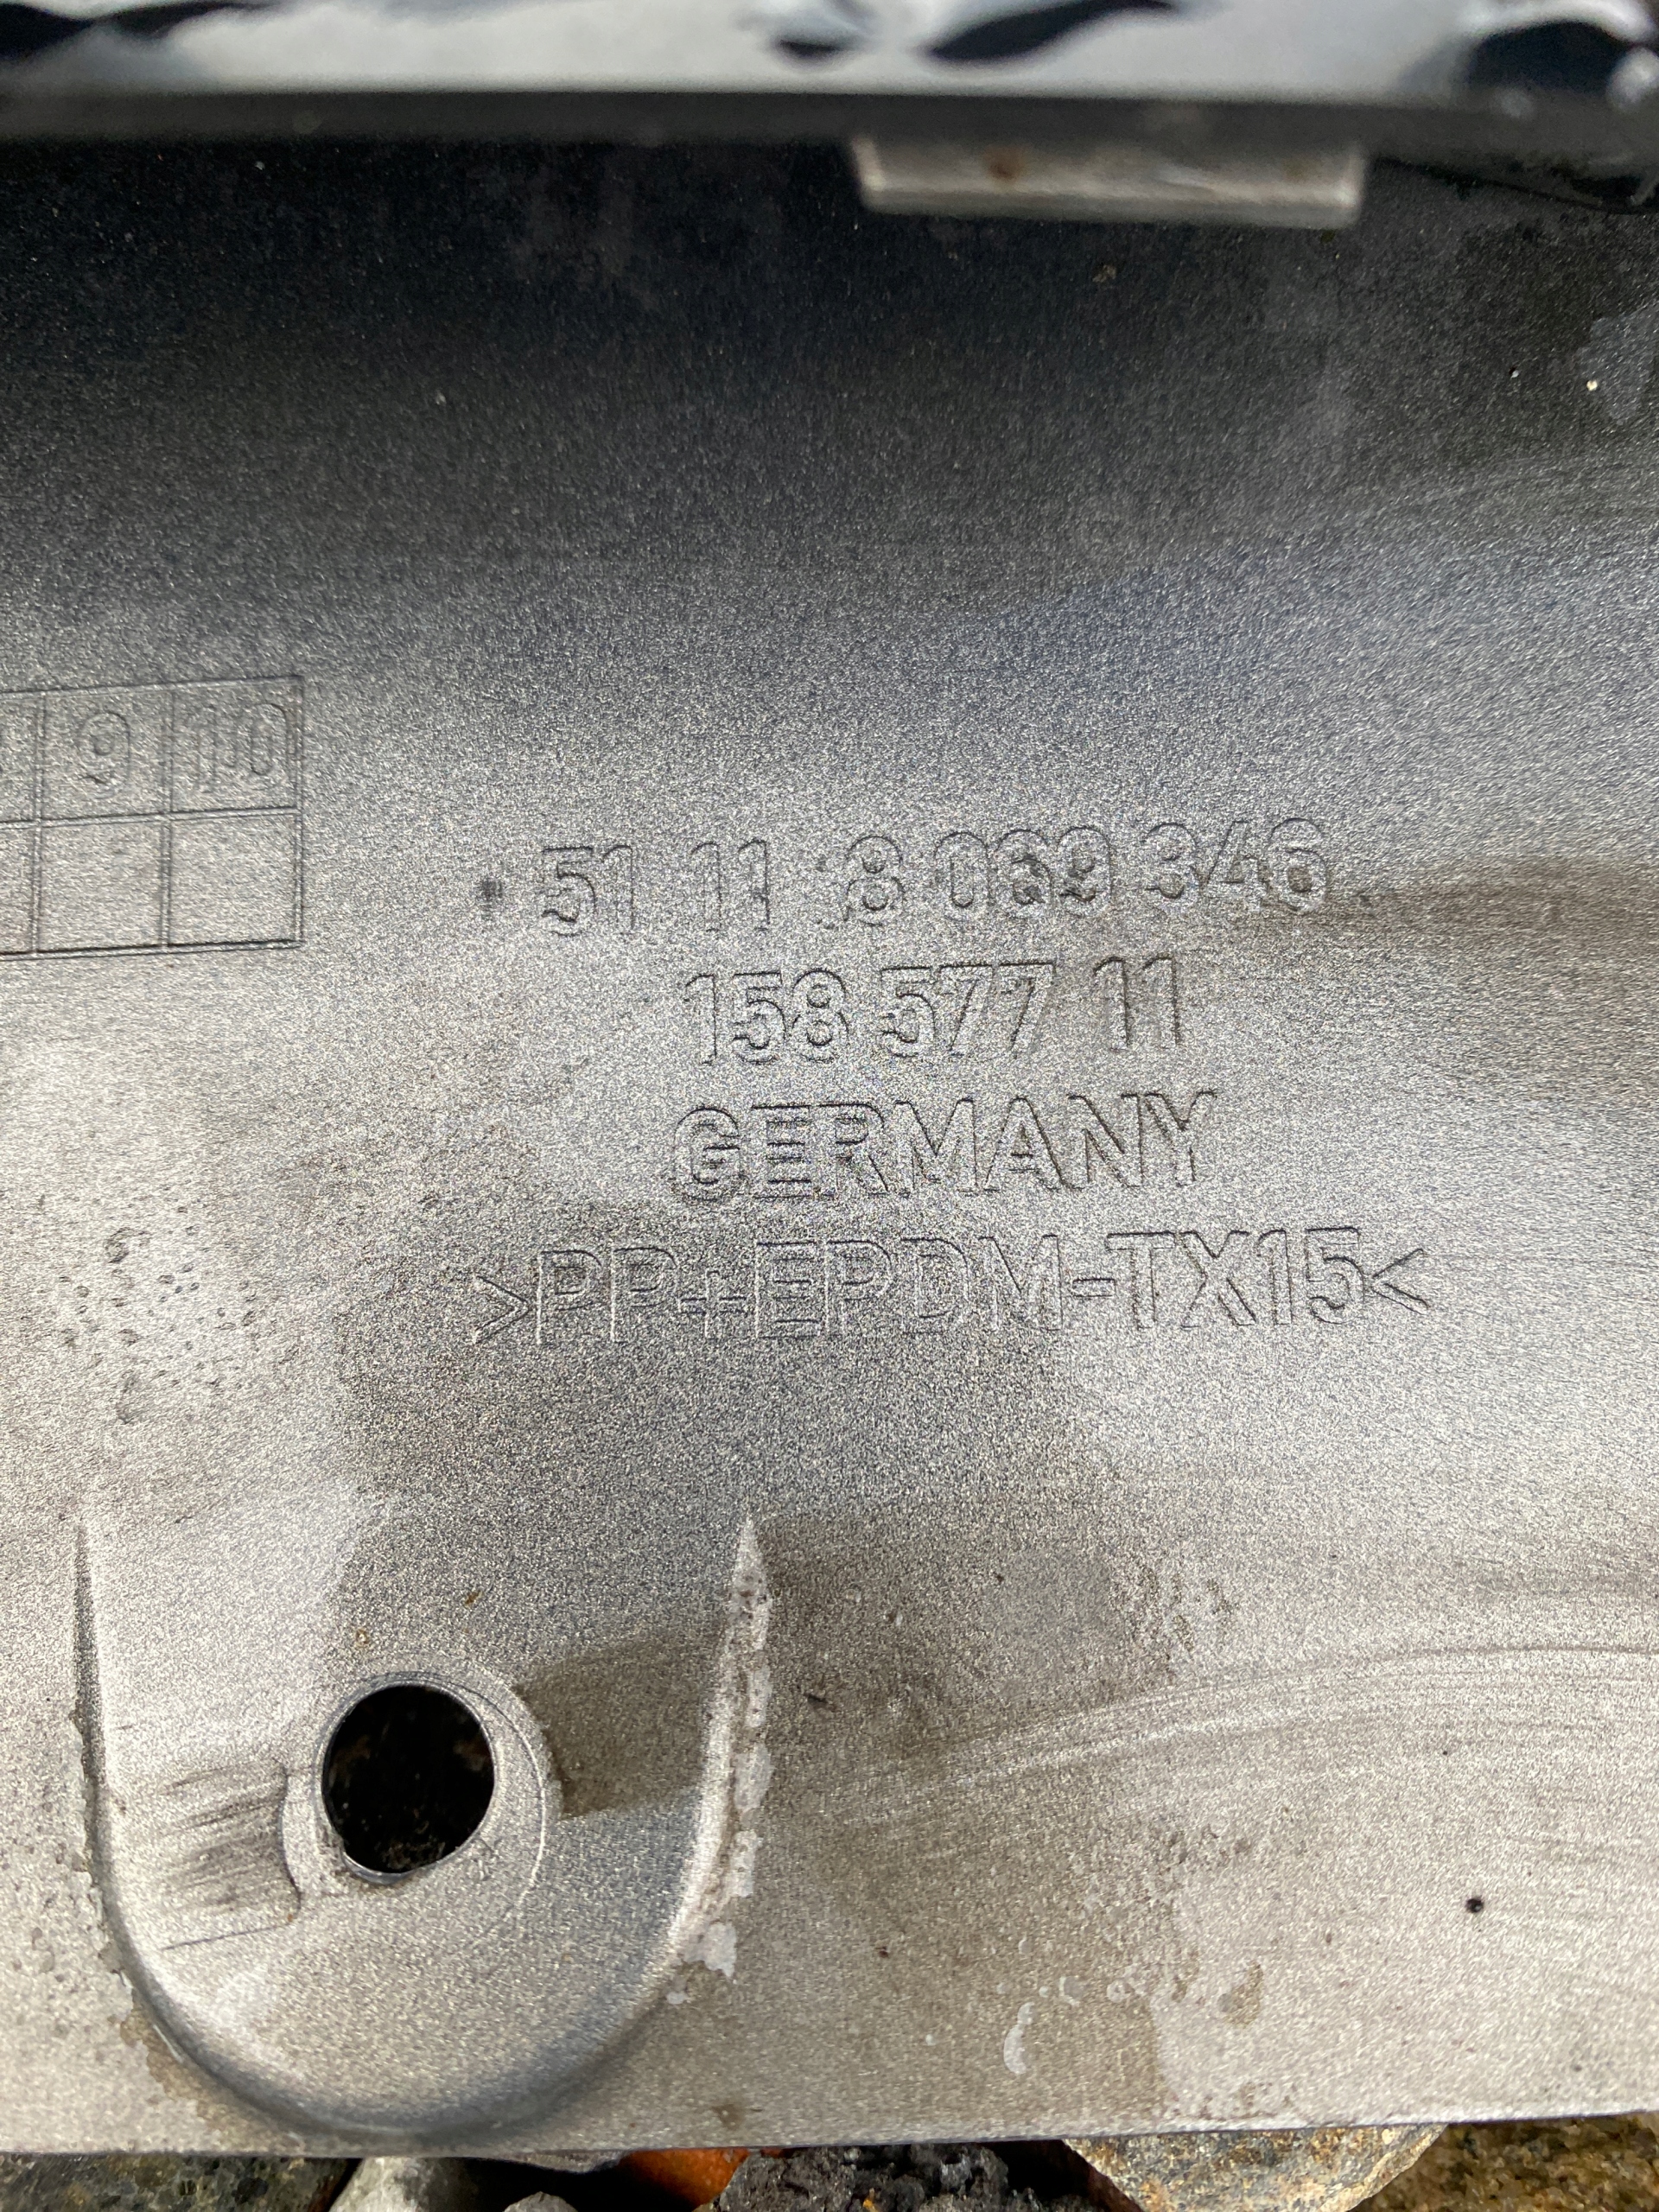 9 10
51 11 8 069 346
158 577 11
GERMANY
>PP+EPDM-TX15<